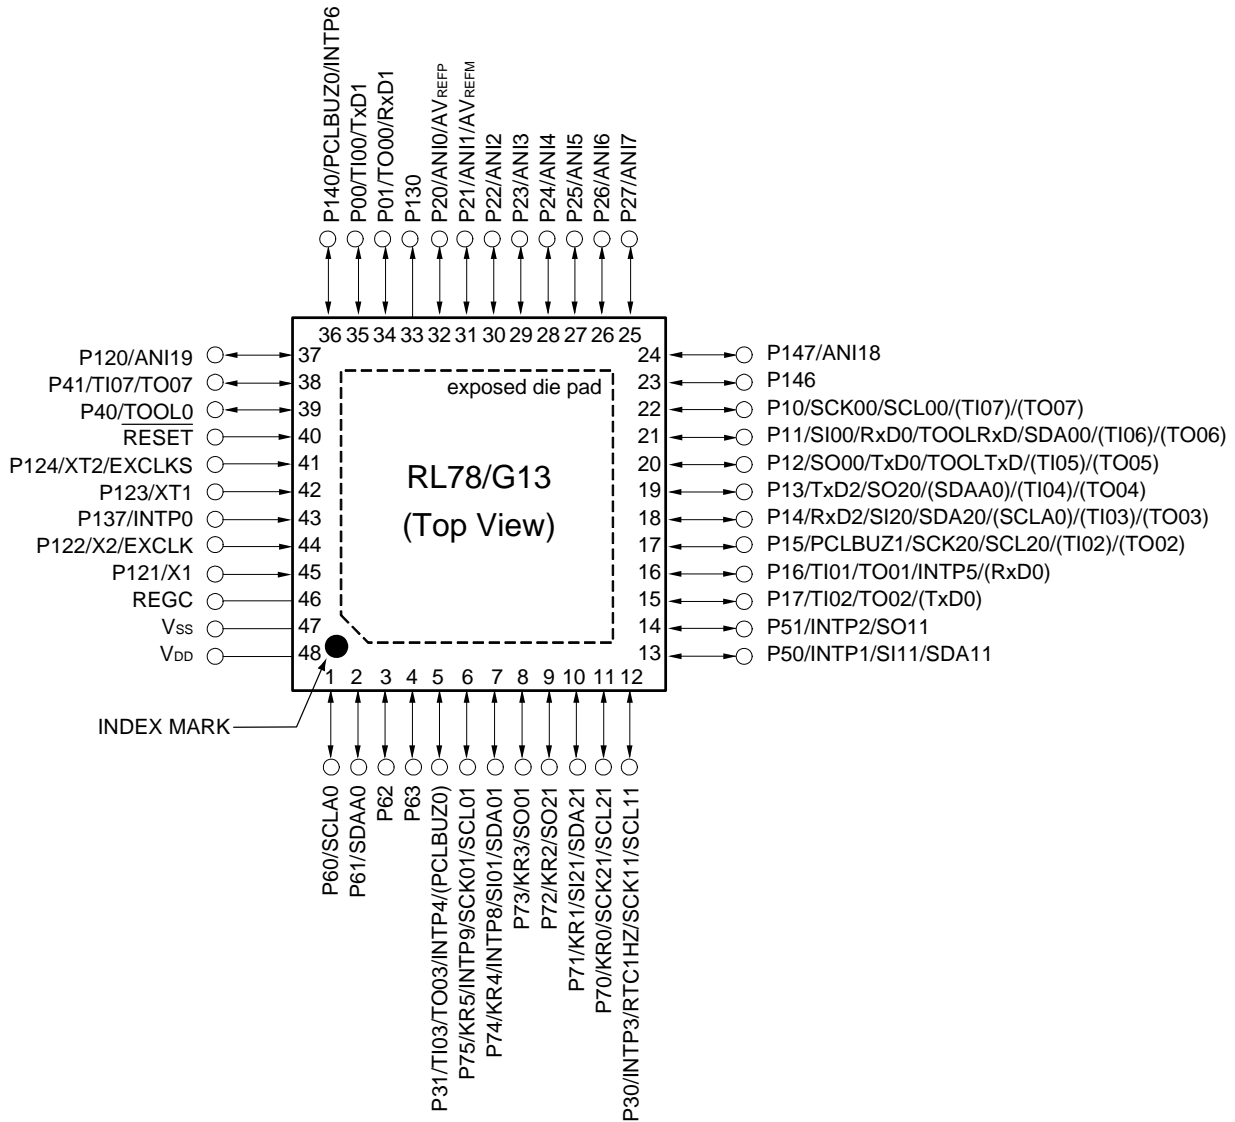 P140/PCLBUZ0/INTP6
P00/TI00/TxD1
P01/TO00/RxD1
P130
P20/ANI0/AVREFP
P21/ANI1/AVREFM
P22/ANI2
P23/ANI3
P24/ANI4
P25/ANI5
P26/ANI6
P27/ANI7
36 35 34 33 32 31 30 29 28 27 26 25
P120/ANI19 37
P41/TI07/TO07 38
P40/TOOL0 39
RESET 40
P124/XT2/EXCLKS 41
P123/XT1 42
P137/INTP0 43
P122/X2/EXCLK 44
P121/X1 45
REGC 46
VSS 47
VDD 48
exposed die pad
RL78/G13
(Top View)
24 P147/ANI18
23 P146
22 P10/SCK00/SCL00/(TI07)/(TO07)
21 P11/SI00/RxD0/TOOLRxD/SDA00/(TI06)/(TO06)
20 P12/SO00/TxD0/TOOLTxD/(TI05)/(TO05)
19 P13/TxD2/SO20/(SDAA0)/(TI04)/(TO04)
18 P14/RxD2/SI20/SDA20/(SCLA0)/(TI03)/(TO03)
17 P15/PCLBUZ1/SCK20/SCL20/(TI02)/(TO02)
16 P16/TI01/TO01/INTP5/(RxD0)
15 P17/TI02/TO02/(TxD0)
14 P51/INTP2/SO11
13 P50/INTP1/SI11/SDA11
1 2 3 4 5 6 7 8 9 10 11 12
INDEX MARK
P60/SCLA0
P61/SDAA0
P62
P63
P31/TI03/TO03/INTP4/(PCLBUZ0)
P75/KR5/INTP9/SCK01/SCL01
P74/KR4/INTP8/SI01/SDA01
P73/KR3/SO01
P72/KR2/SO21
P71/KR1/SI21/SDA21
P70/KR0/SCK21/SCL21
P30/INTP3/RTC1HZ/SCK11/SCL11